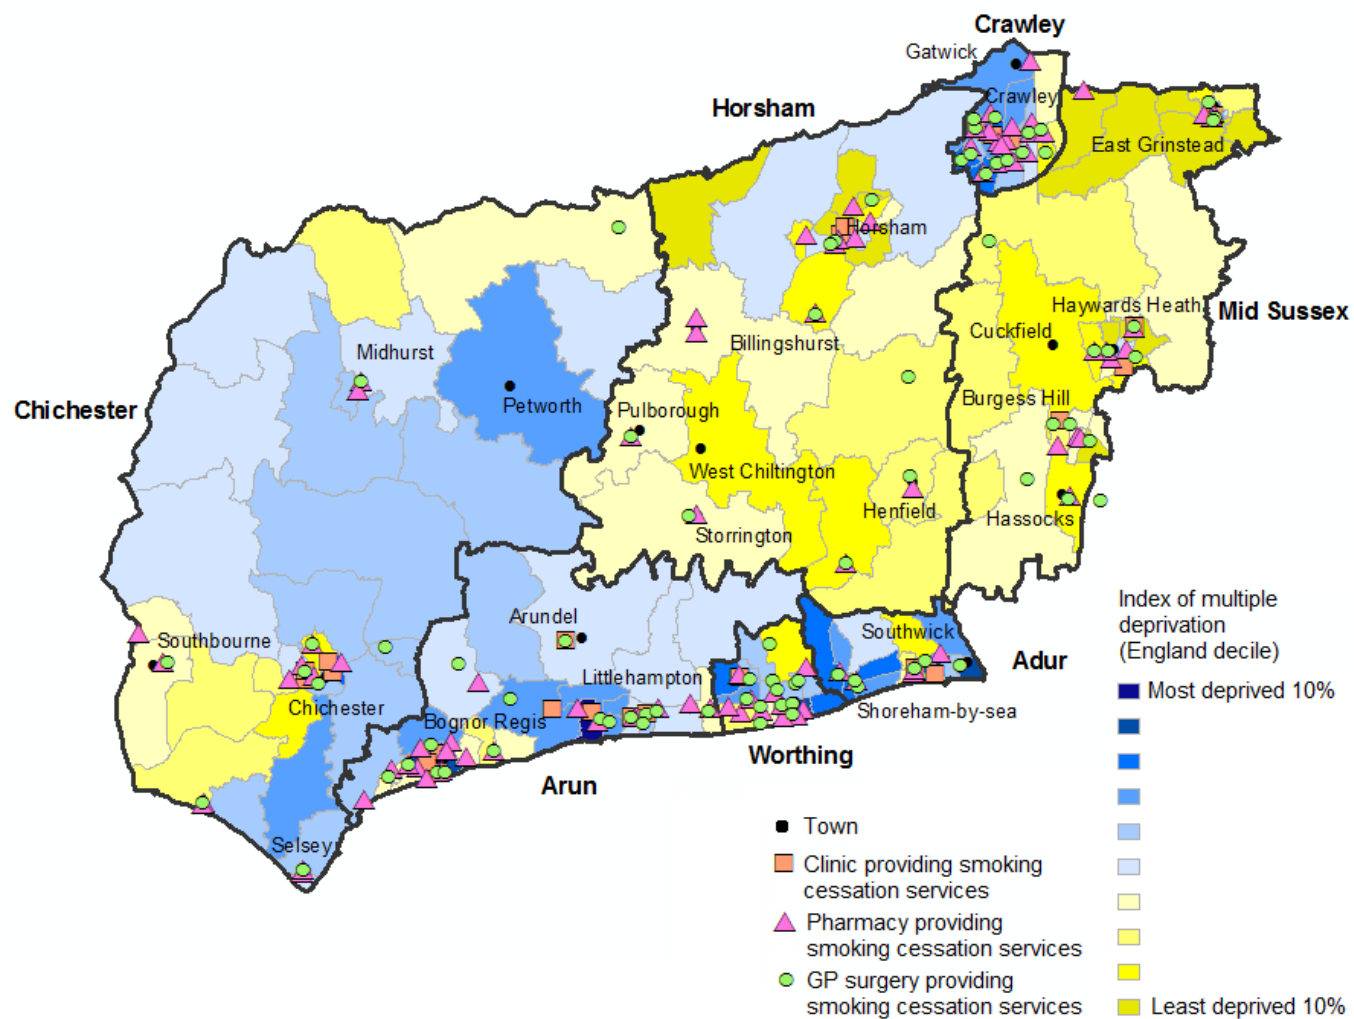 Crawley
Gatwick
Crawley
Horsham
East Grinstead
Horsham
Haywards Heath
Mid Sussex
Cuckfield
Billingshurst
Midhurst
Chichester
Petworth
Pulborough
Burgess Hill
West Chiltington
Henfield
Hassocks
Storrington
Arundel
Southbourne
Southwick
Adur
Littlehampton
Chichester
Bognor Regis
Shoreham-by-sea
Worthing
Arun
Selsey
Index of multiple
deprivation
(England decile)
Most deprived 10%
Least deprived 10%
Town
Clinic providing smoking
cessation services
Pharmacy providing
smoking cessation services
GP surgery providing
smoking cessation services